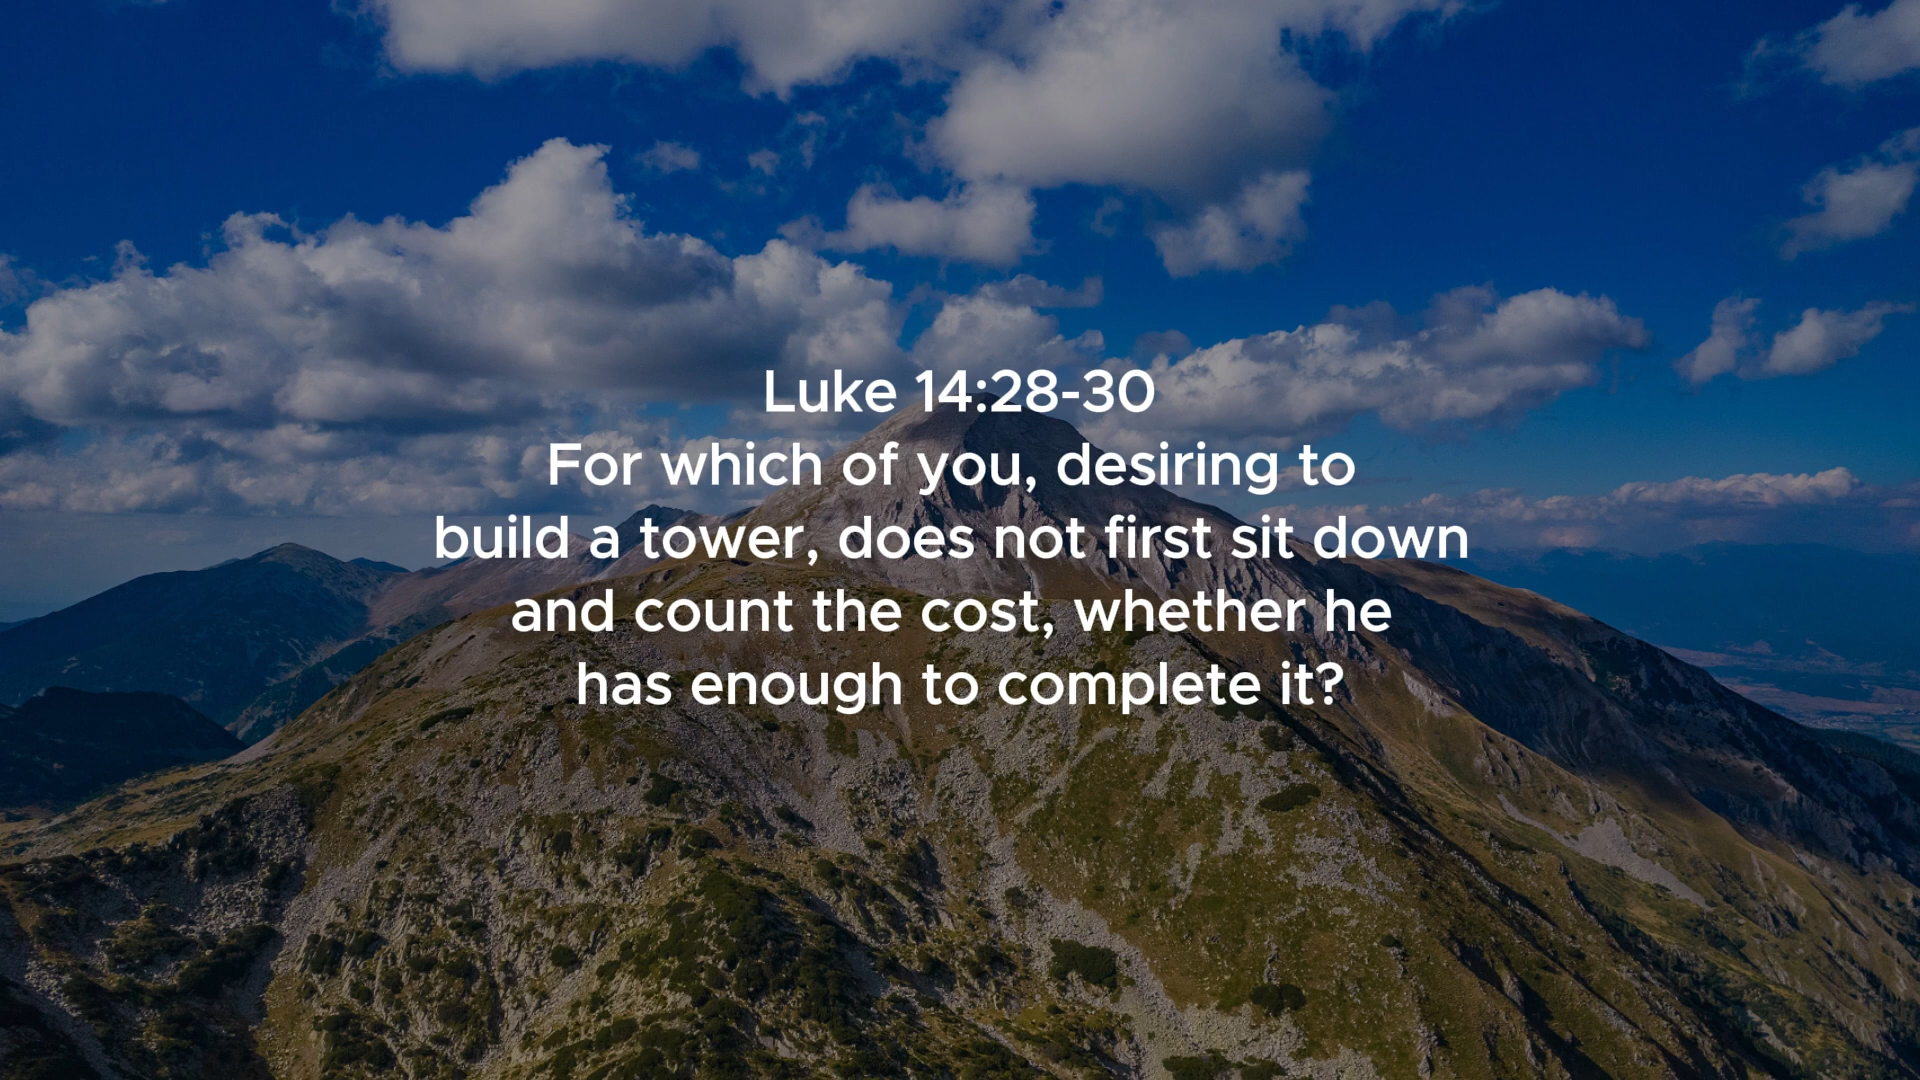 Luke 14:28-30
For which of you, desiring to
build a tower, does not first sit down
and count the cost, whether he
has enough to complete it?